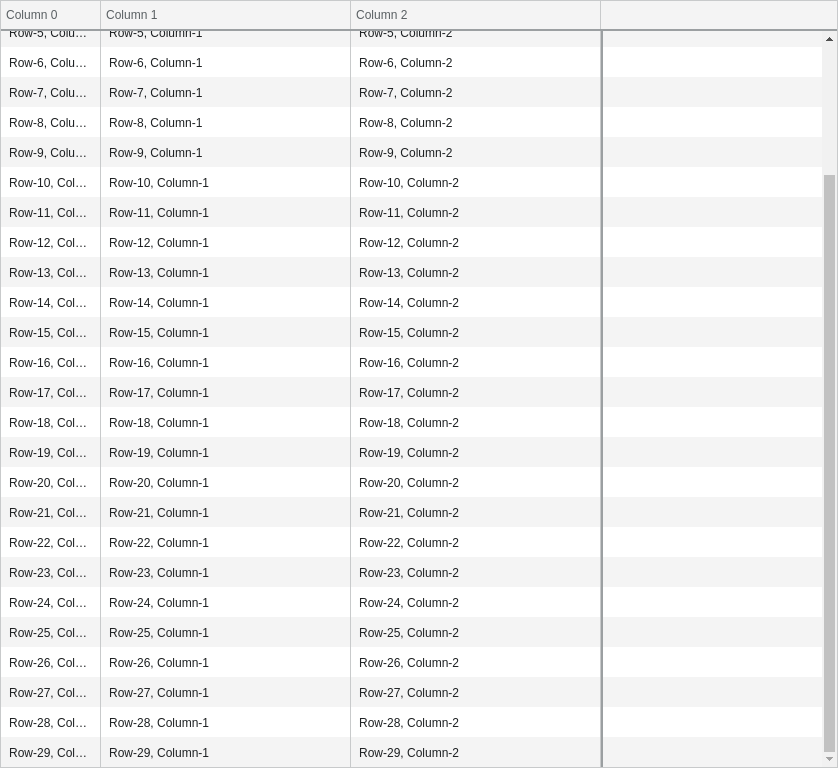 Column 0 Column 1 Column 2
Row-5, Colu... Row-5, Column-1 Row-5, Column-2
Row-6, Colu... Row-6, Column-1 Row-6, Column-2
Row-7, Colu... Row-7, Column-1 Row-7, Column-2
Row-8, Colu... Row-8, Column-1 Row-8, Column-2
Row-9, Colu... Row-9, Column-1 Row-9, Column-2
Row-10, Col... Row-10, Column-1 Row-10, Column-2
Row-11, Col... Row-11, Column-1 Row-11, Column-2
Row-12, Col... Row-12, Column-1 Row-12, Column-2
Row-13, Col... Row-13, Column-1 Row-13, Column-2
Row-14, Col... Row-14, Column-1 Row-14, Column-2
Row-15, Col... Row-15, Column-1 Row-15, Column-2
Row-16, Col... Row-16, Column-1 Row-16, Column-2
Row-17, Col... Row-17, Column-1 Row-17, Column-2
Row-18, Col... Row-18, Column-1 Row-18, Column-2
Row-19, Col... Row-19, Column-1 Row-19, Column-2
Row-20, Col... Row-20, Column-1 Row-20, Column-2
Row-21, Col... Row-21, Column-1 Row-21, Column-2
Row-22, Col... Row-22, Column-1 Row-22, Column-2
Row-23, Col... Row-23, Column-1 Row-23, Column-2
Row-24, Col... Row-24, Column-1 Row-24, Column-2
Row-25, Col... Row-25, Column-1 Row-25, Column-2
Row-26, Col... Row-26, Column-1 Row-26, Column-2
Row-27, Col... Row-27, Column-1 Row-27, Column-2
Row-28, Col... Row-28, Column-1 Row-28, Column-2
Row-29, Col... Row-29, Column-1 Row-29, Column-2